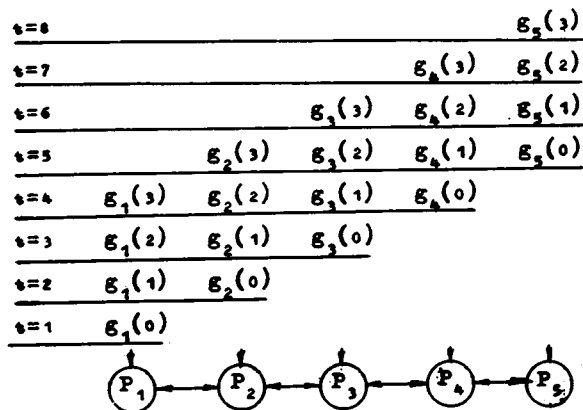 t=8 g₅(3)
t=7 g₄(3) g₅(2)
t=6 g₃(3) g₄(2) g₅(1)
t=5 g₂(3) g₃(2) g₄(1) g₅(0)
t=4 g₁(3) g₂(2) g₃(1) g₄(0)
t=3 g₁(2) g₂(1) g₃(0)
t=2 g₁(1) g₂(0)
t=1 g₁(0)
P₁ P₂ P₃ P₄ P₅